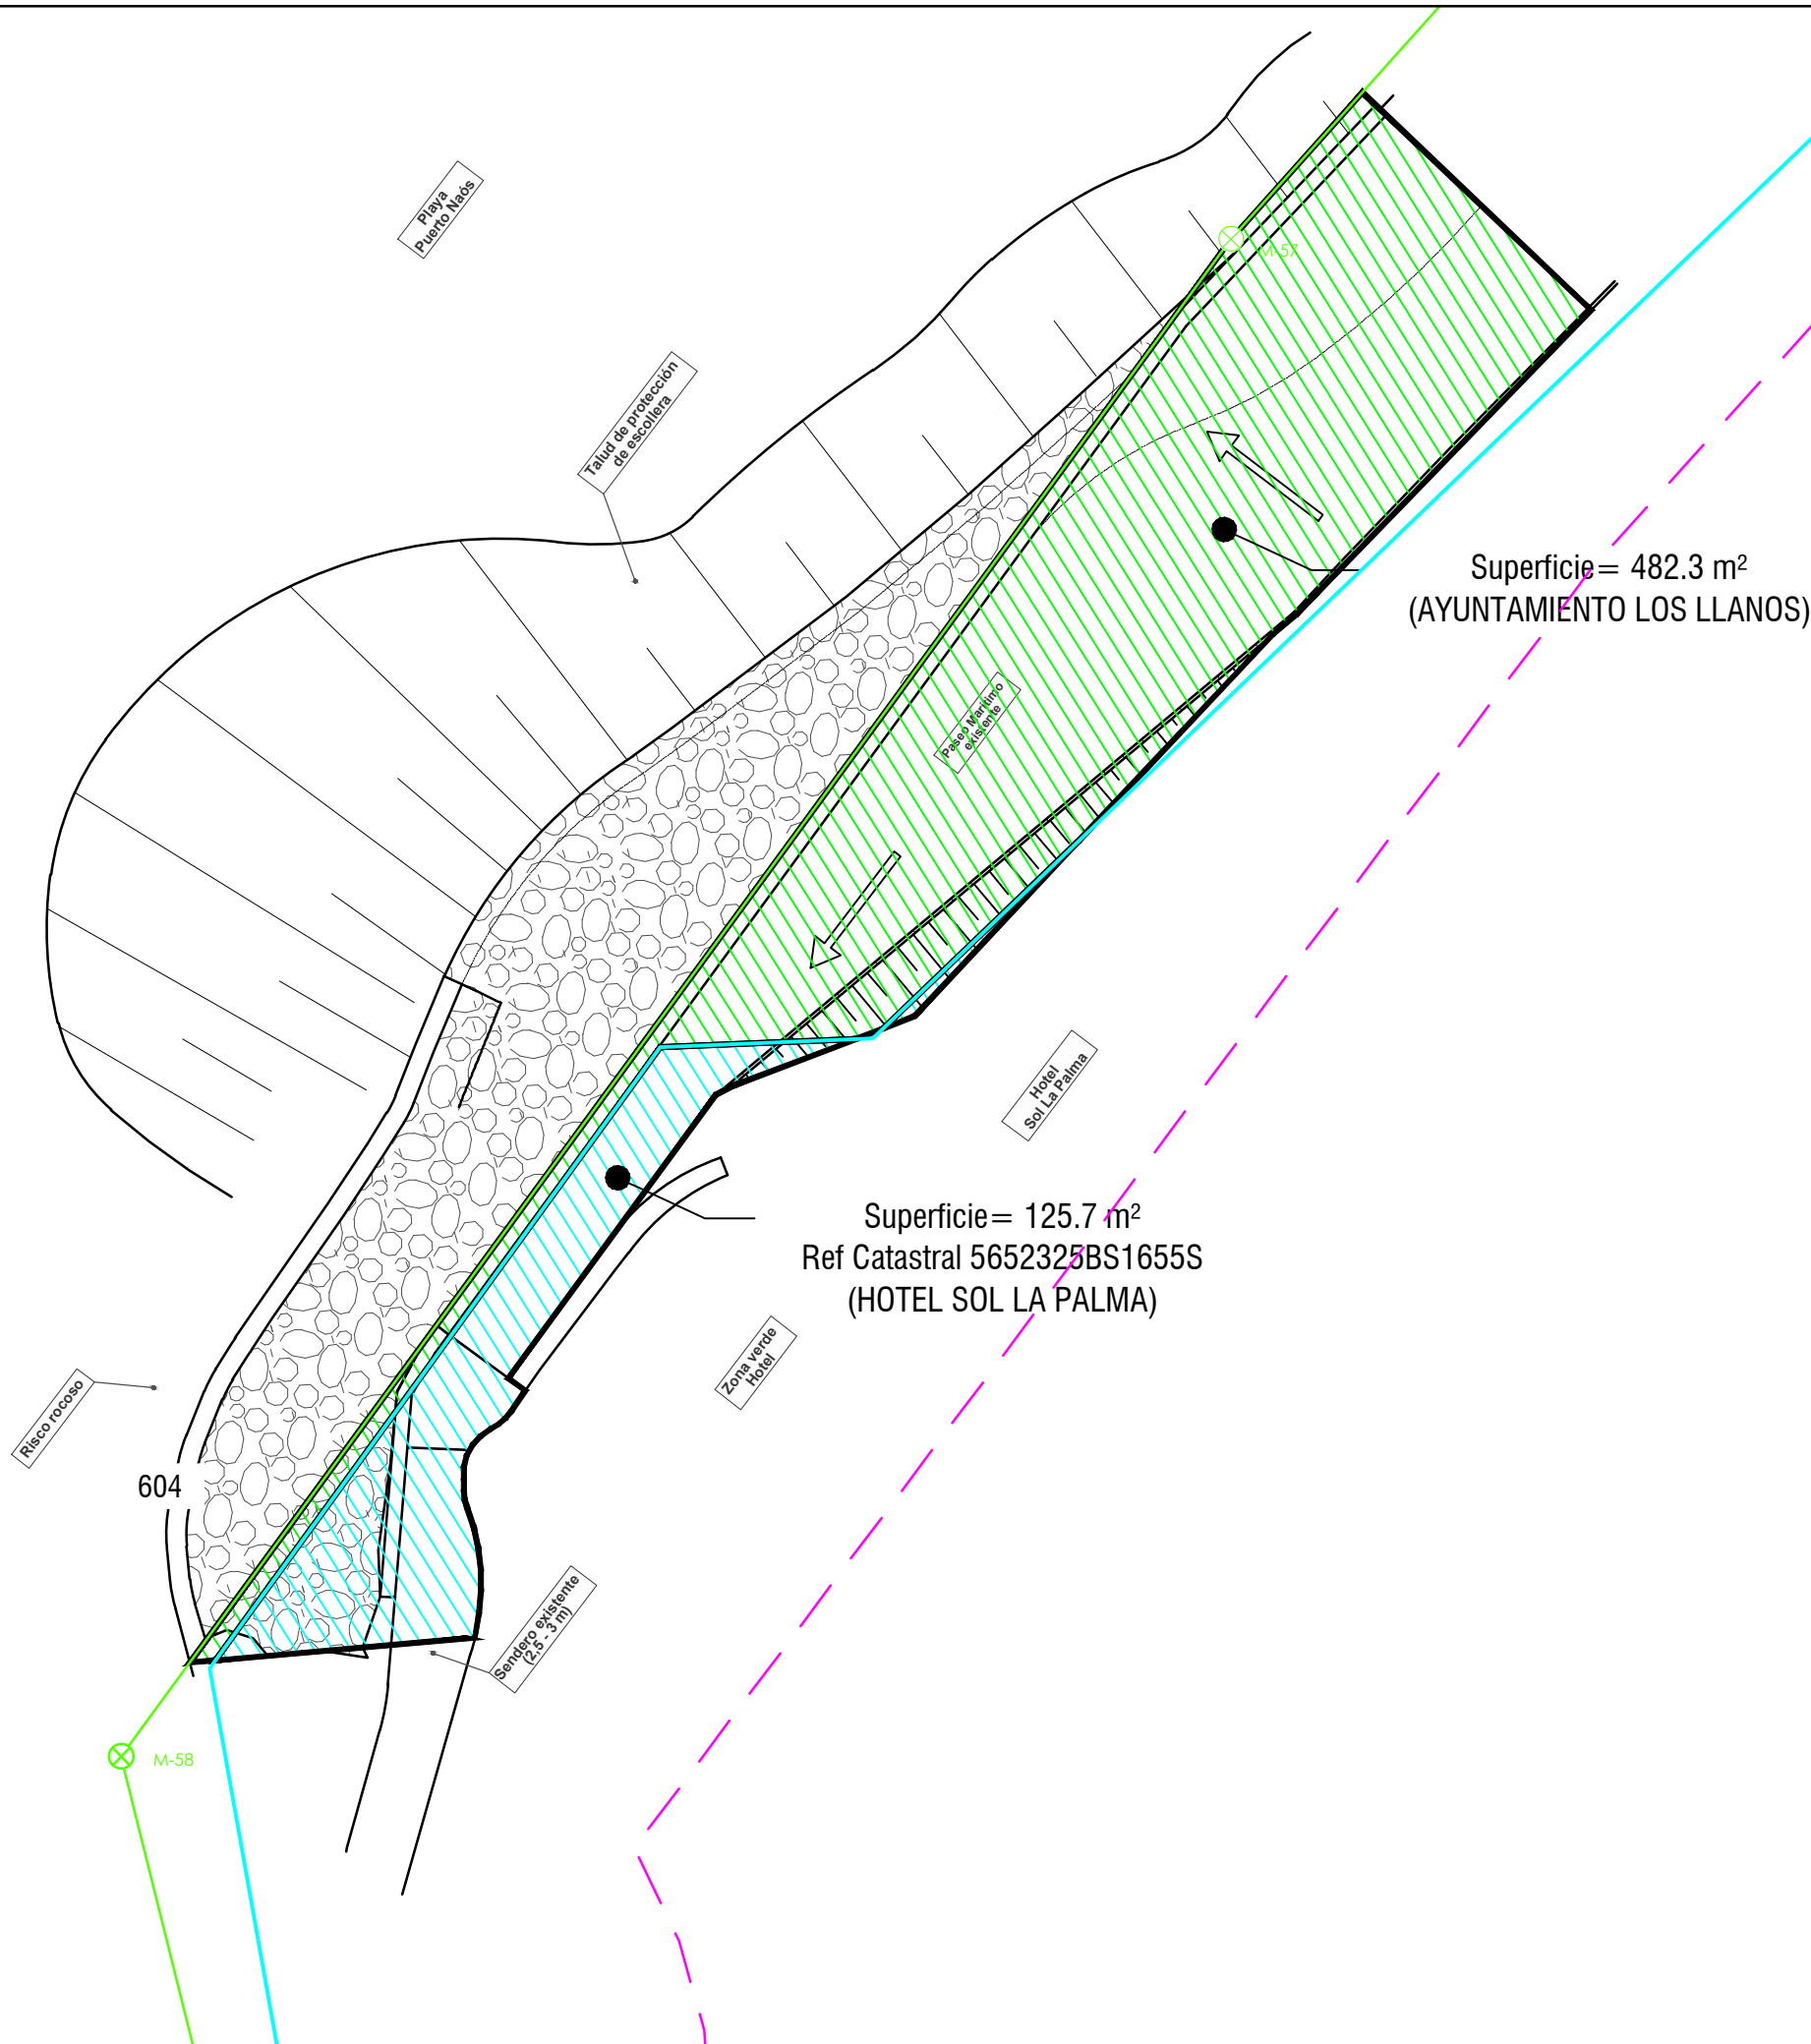 Playa
Puerto Naós
M-57
Talud de protección
de escollera
Superficie= 482.3 m²
(AYUNTAMIENTO LOS LLANOS)
Paseo Marítimo
existente
Hotel
Sol La Palma
Superficie= 125.7 m²
Ref Catastral 5652325BS1655S
(HOTEL SOL LA PALMA)
Zona verde
Hotel
Risco rocoso
604
Sendero existente
(2,5 - 3 m)
M-58